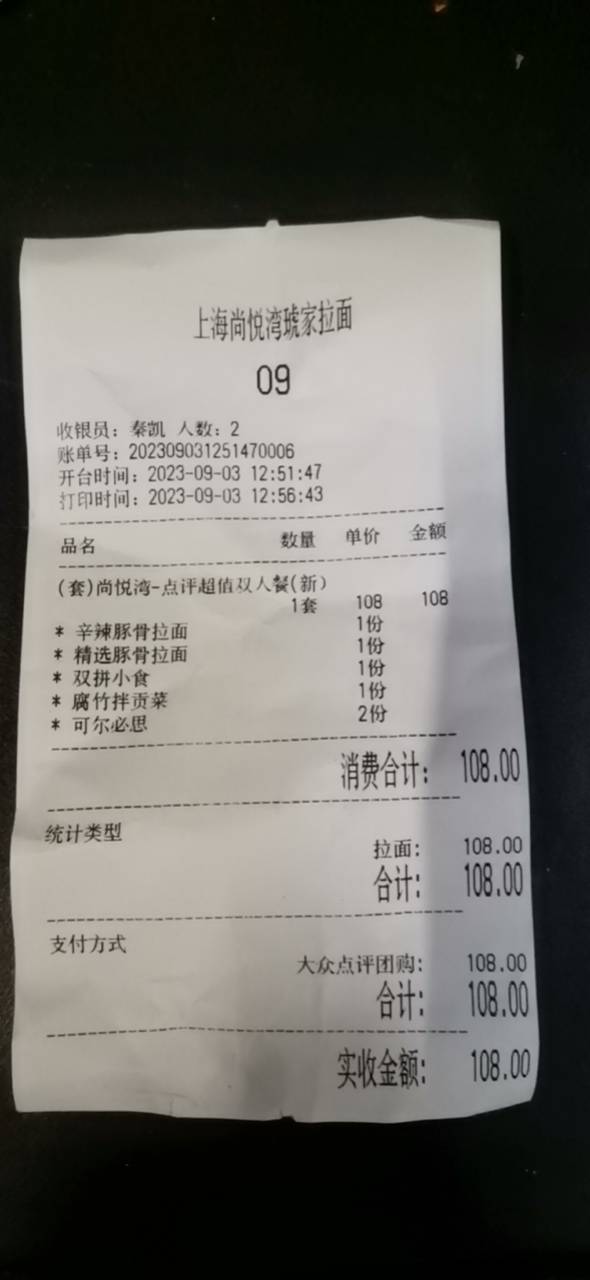 上海尚悦湾琥家拉面
09
收银员：秦凯 人数：2
账单号：202309031251470006
开台时间：2023-09-03 12:51:47
打印时间：2023-09-03 12:56:43
品名 数量 单价 金额
(套)尚悦湾-点评超值双人餐(新)
1套 108 108
* 辛辣豚骨拉面 1份
* 精选豚骨拉面 1份
* 双拼小食 1份
* 腐竹拌贡菜 1份
* 可尔必思 2份
消费合计： 108.00
统计类型
拉面： 108.00
合计： 108.00
支付方式
大众点评团购： 108.00
合计： 108.00
实收金额： 108.00